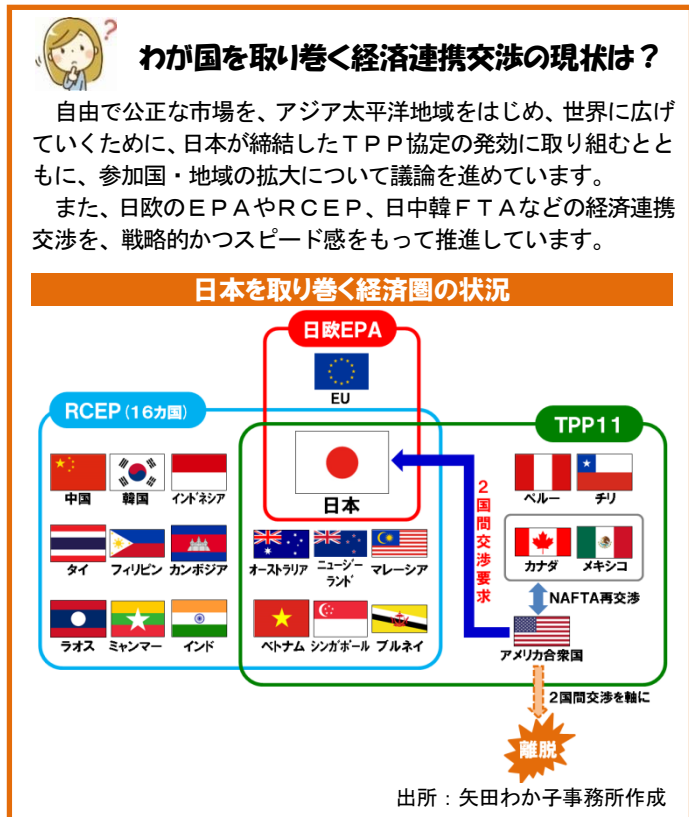 ?
わが国を取り巻く経済連携交渉の現状は？
自由で公正な市場を、アジア太平洋地域をはじめ、世界に広げ
ていくために、日本が締結したＴＰＰ協定の発効に取り組むとと
もに、参加国・地域の拡大について議論を進めています。
また、日欧のＥＰＡやＲＣＥＰ、日中韓ＦＴＡなどの経済連携
交渉を、戦略的かつスピード感をもって推進しています。
日本を取り巻く経済圏の状況
日欧EPA
EU
RCEP（16カ国）
TPP11
日本
中国 韓国 インドネシア
タイ フィリピン カンボジア
ラオス ミャンマー インド
オーストラリア ニュージーランド マレーシア
ベトナム シンガポール ブルネイ
2国間交渉要求
ペルー チリ
カナダ メキシコ
NAFTA再交渉
アメリカ合衆国
2国間交渉を軸に
離脱
出所：矢田わか子事務所作成